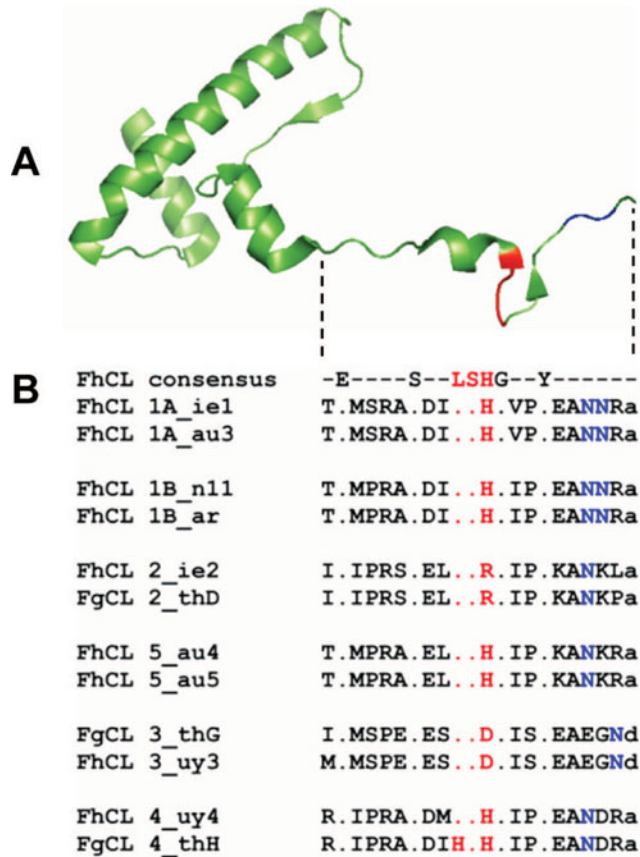 A
B
FhCL consensus -E----S--LSHG--Y------
FhCL 1A_ie1 T.MSRA.DI..H.VP.EANNRa
FhCL 1A_au3 T.MSRA.DI..H.VP.EANNRa
FhCL 1B_n11 T.MPRA.DI..H.IP.EANNRa
FhCL 1B_ar T.MPRA.DI..H.IP.EANNRa
FhCL 2_ie2 I.IPRS.EL..R.IP.KANKLa
FgCL 2_thD I.IPRS.EL..R.IP.KANKPa
FhCL 5_au4 T.MPRA.EL..H.IP.KANKRa
FhCL 5_au5 T.MPRA.EL..H.IP.KANKRa
FgCL 3_thG I.MSPE.ES..D.IS.EAEGNd
FhCL 3_uy3 M.MSPE.ES..D.IS.EAEGNd
FhCL 4_uy4 R.IPRA.DM..H.IP.EANDRa
FgCL 4_thH R.IPRA.DIH.H.IP.EANDRa